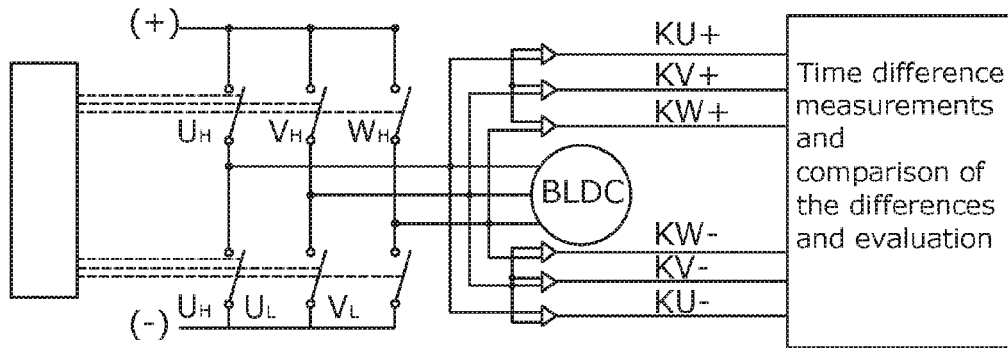 (+)
UH
VH
WH
KU+
KV+
KW+
BLDC
KW-
KV-
KU-
UH
UL
VL
(-)
Time difference
measurements
and
comparison of
the differences
and evaluation